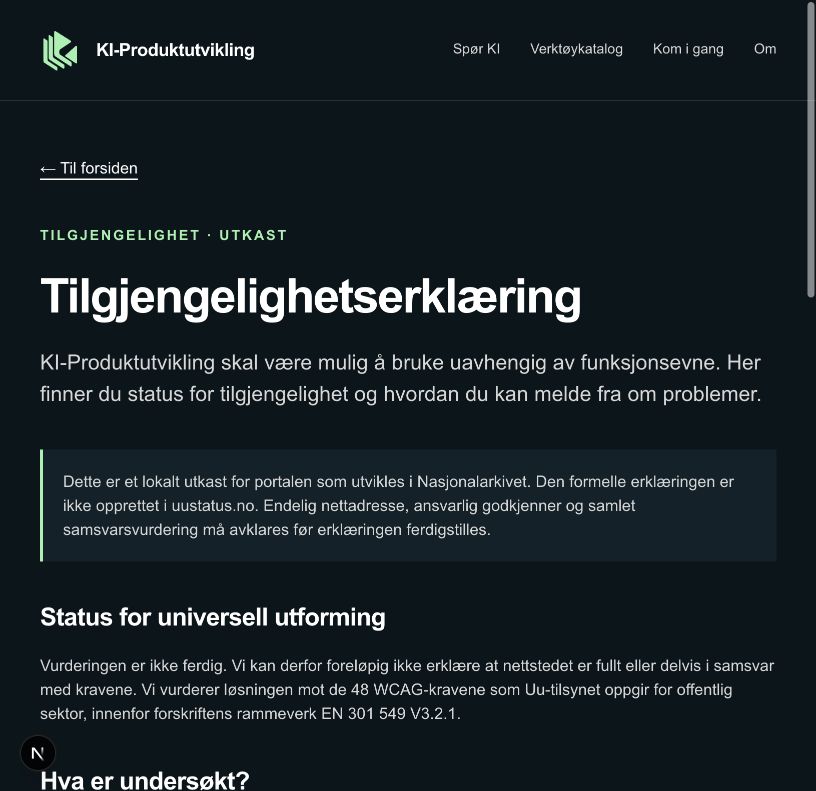 KI-Produktutvikling
Spør KI
Verktøykatalog
Kom i gang
Om
← Til forsiden
TILGJENGELIGHET · UTKAST
Tilgjengelighetserklæring
KI-Produktutvikling skal være mulig å bruke uavhengig av funksjonsevne. Her
finner du status for tilgjengelighet og hvordan du kan melde fra om problemer.
Dette er et lokalt utkast for portalen som utvikles i Nasjonalarkivet. Den formelle erklæringen er
ikke opprettet i uustatus.no. Endelig nettadresse, ansvarlig godkjenner og samlet
samsvarsvurdering må avklares før erklæringen ferdigstilles.
Status for universell utforming
Vurderingen er ikke ferdig. Vi kan derfor foreløpig ikke erklære at nettstedet er fullt eller delvis i samsvar
med kravene. Vi vurderer løsningen mot de 48 WCAG-kravene som Uu-tilsynet oppgir for offentlig
sektor, innenfor forskriftens rammeverk EN 301 549 V3.2.1.
N
Hva er undersøkt?